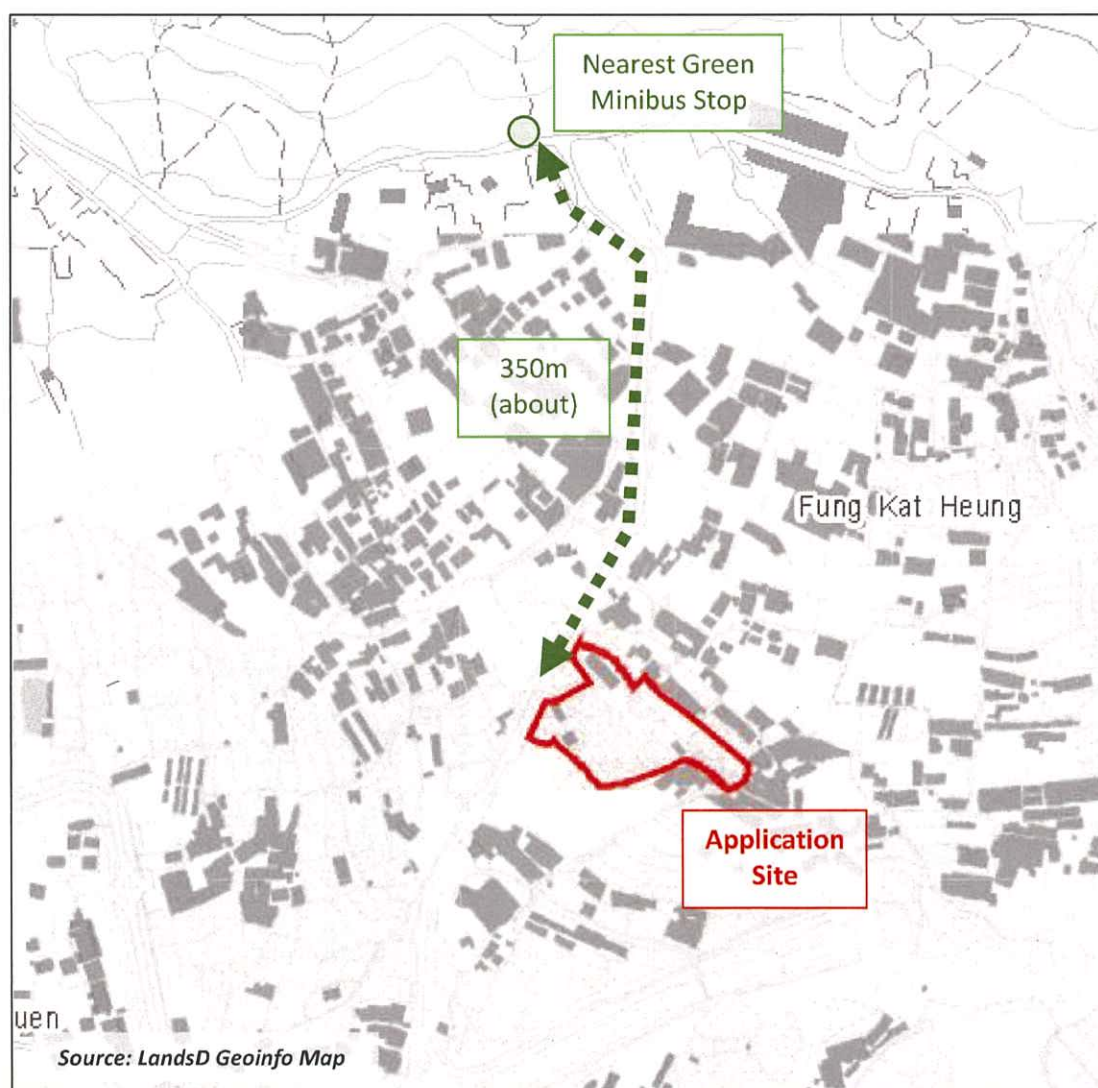 Nearest Green
Minibus Stop
350m
(about)
Fung Kat Heung
Application
Site
uen
Source: LandsD Geoinfo Map